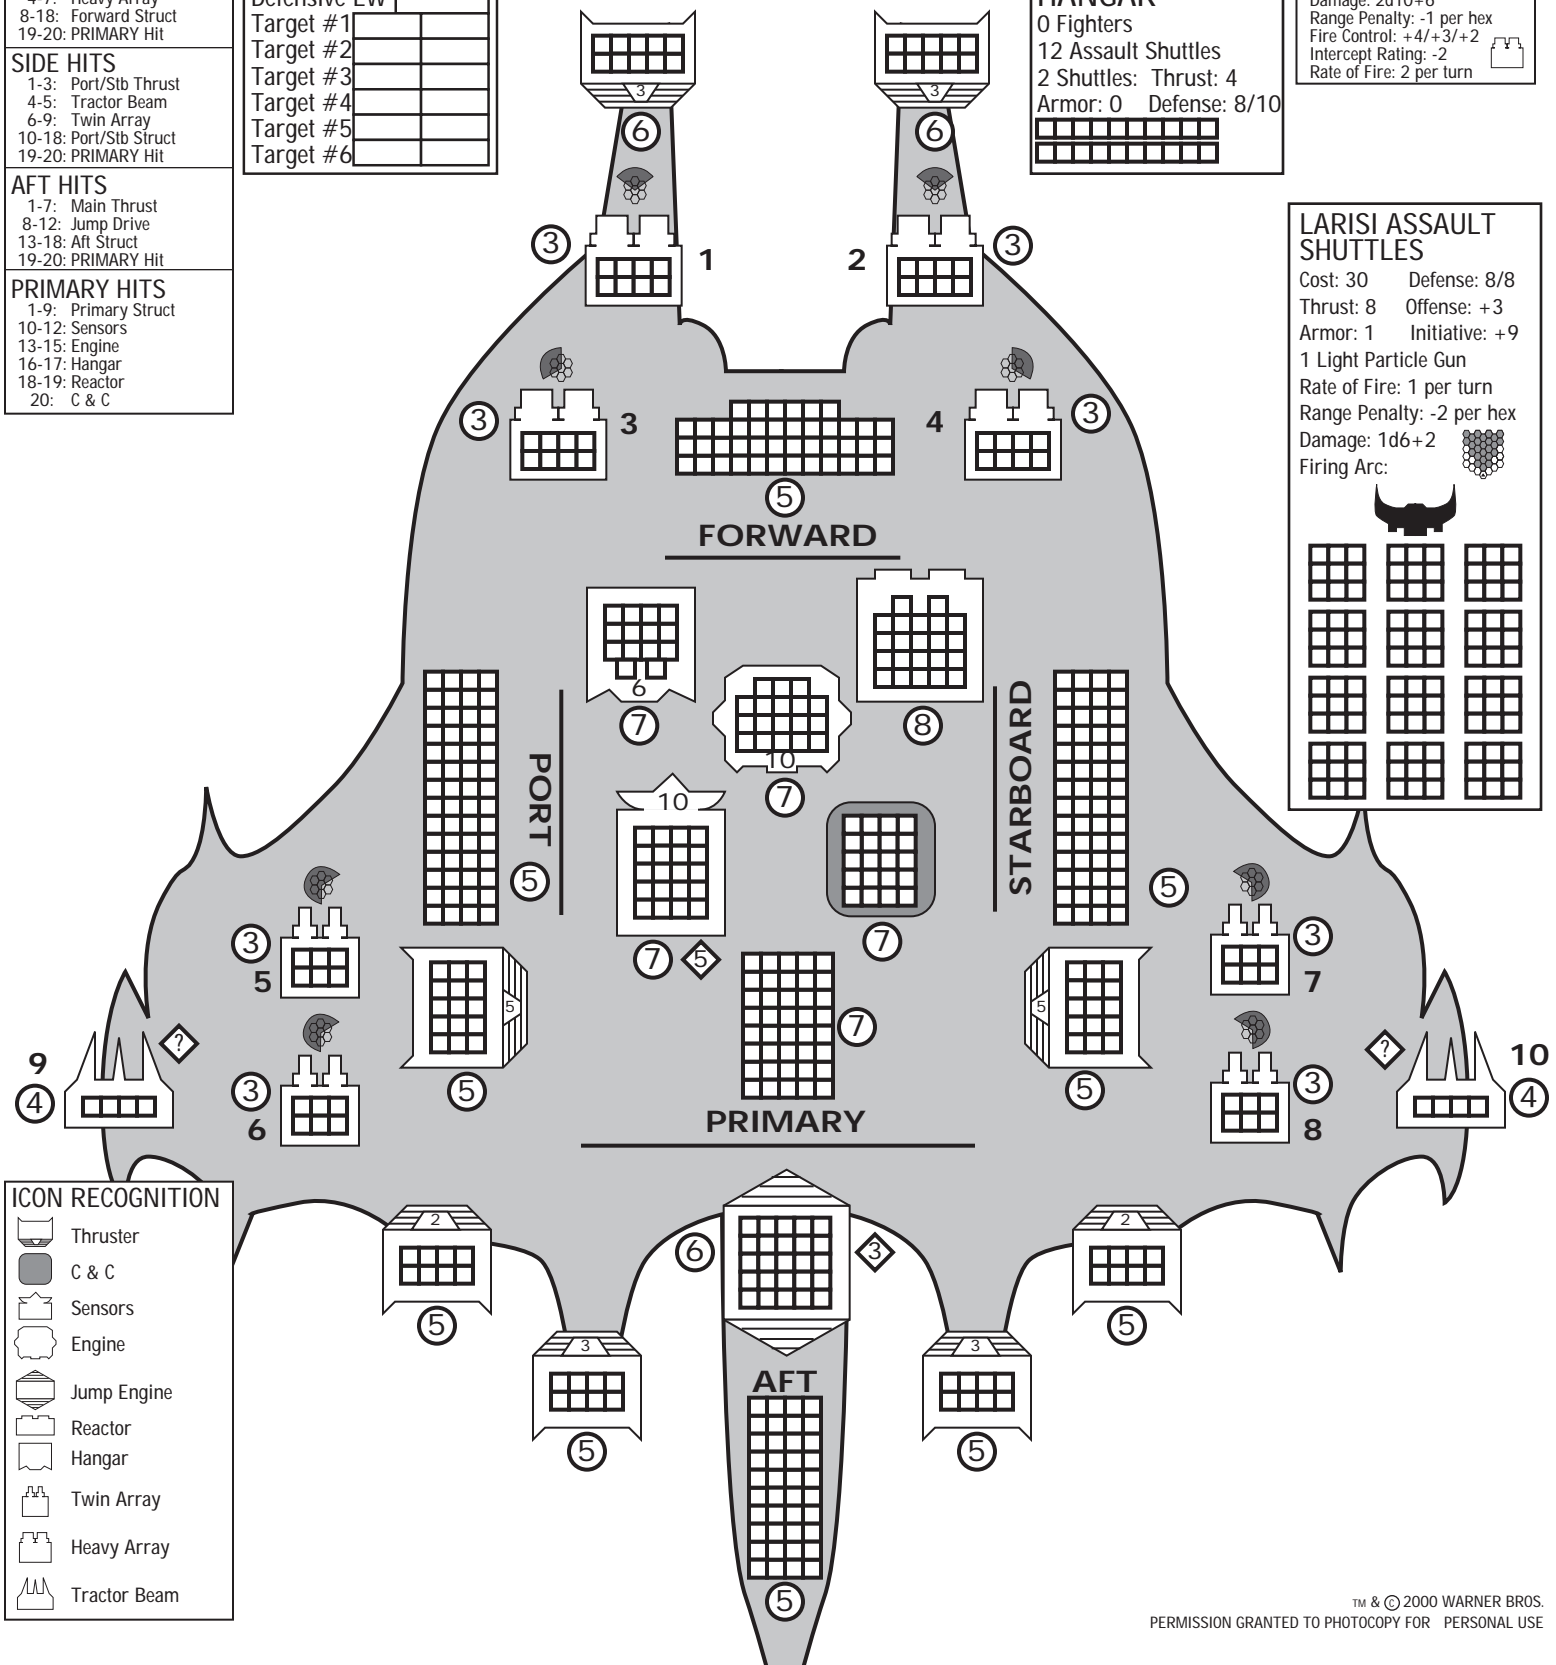 4-7: Heavy Array
8-18: Forward Struct
19-20: PRIMARY Hit
SIDE HITS
1-3: Port/Stb Thrust
4-5: Tractor Beam
6-9: Twin Array
10-18: Port/Stb Struct
19-20: PRIMARY Hit
AFT HITS
1-7: Main Thrust
8-12: Jump Drive
13-18: Aft Struct
19-20: PRIMARY Hit
PRIMARY HITS
1-9: Primary Struct
10-12: Sensors
13-15: Engine
16-17: Hangar
18-19: Reactor
20: C & C
Defensive EW
Target #1
Target #2
Target #3
Target #4
Target #5
Target #6
HANGAR
0 Fighters
12 Assault Shuttles
2 Shuttles: Thrust: 4
Armor: 0 Defense: 8/10
Damage: 2d10+6
Range Penalty: -1 per hex
Fire Control: +4/+3/+2
Intercept Rating: -2
Rate of Fire: 2 per turn
LARISI ASSAULT
SHUTTLES
Cost: 30 Defense: 8/8
Thrust: 8 Offense: +3
Armor: 1 Initiative: +9
1 Light Particle Gun
Rate of Fire: 1 per turn
Range Penalty: -2 per hex
Damage: 1d6+2
Firing Arc:
3 3
6 6
3 1 2 3
3 3 4 3
5
FORWARD
6
7
8
10
7
PORT
STARBOARD
10
5
5
7 5
7
3
5
3
7
5
5
7
9
4
?
?
10
4
3
6
5
5
3
8
PRIMARY
2
5
6
3
2
5
3
5
3
5
AFT
5
ICON RECOGNITION
Thruster
C & C
Sensors
Engine
Jump Engine
Reactor
Hangar
Twin Array
Heavy Array
Tractor Beam
TM & © 2000 WARNER BROS.
PERMISSION GRANTED TO PHOTOCOPY FOR PERSONAL USE